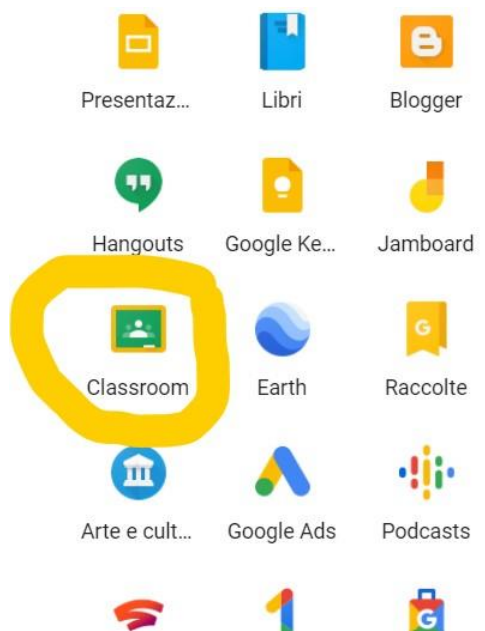 Presentaz... Libri Blogger
Hangouts Google Ke... Jamboard
Classroom Earth Raccolte
Arte e cult... Google Ads Podcasts